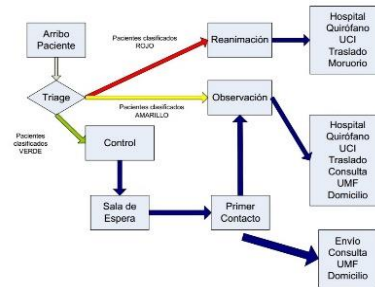 Arribo
Paciente
Pacientes clasificados
ROJO
Reanimación
Hospital
Quirófano
UCI
Traslado
Moruorio
Triage
Pacientes clasificados
AMARILLO
Observación
Pacientes
clasificados
VERDE
Control
Hospital
Quirófano
UCI
Traslado
Consulta
UMF
Domicilio
Sala de
Espera
Primer
Contacto
Envío
Consulta
UMF
Domicilio